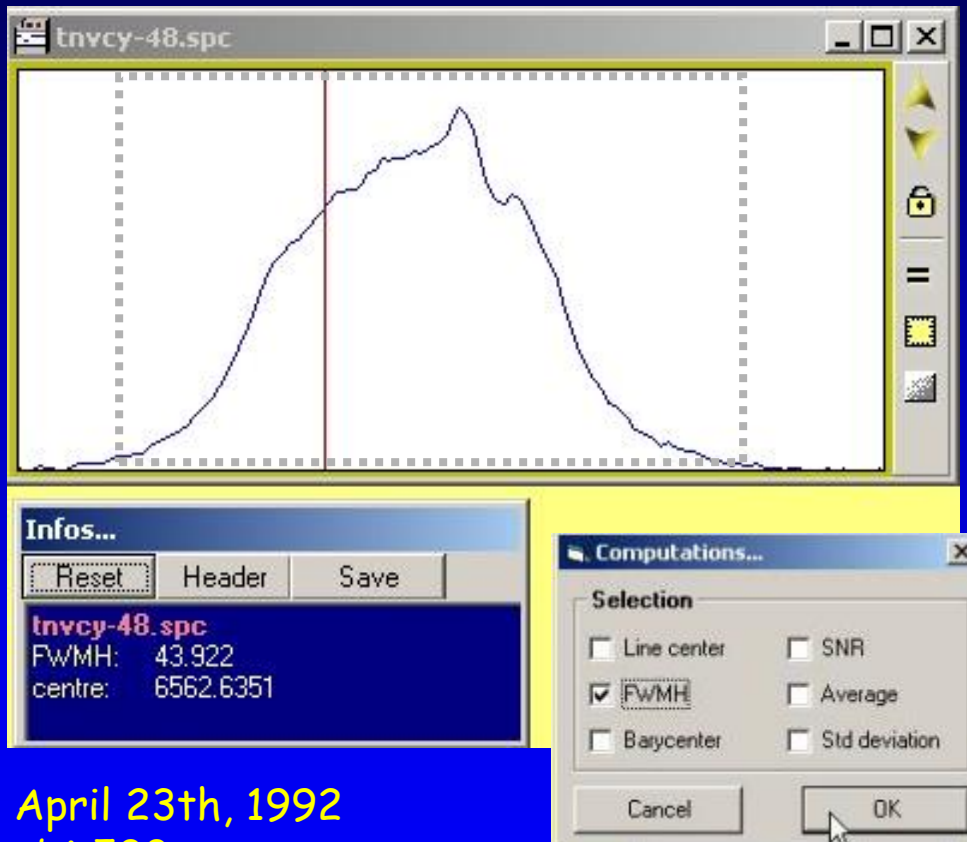 tnvcy-48.spc
Infos...
Reset Header Save
tnvcy-48.spc
FWMH: 43.922
centre: 6562.6351
Computations...
Selection
Line center SNR
FWMH Average
Barycenter Std deviation
Cancel OK
April 23th, 1992